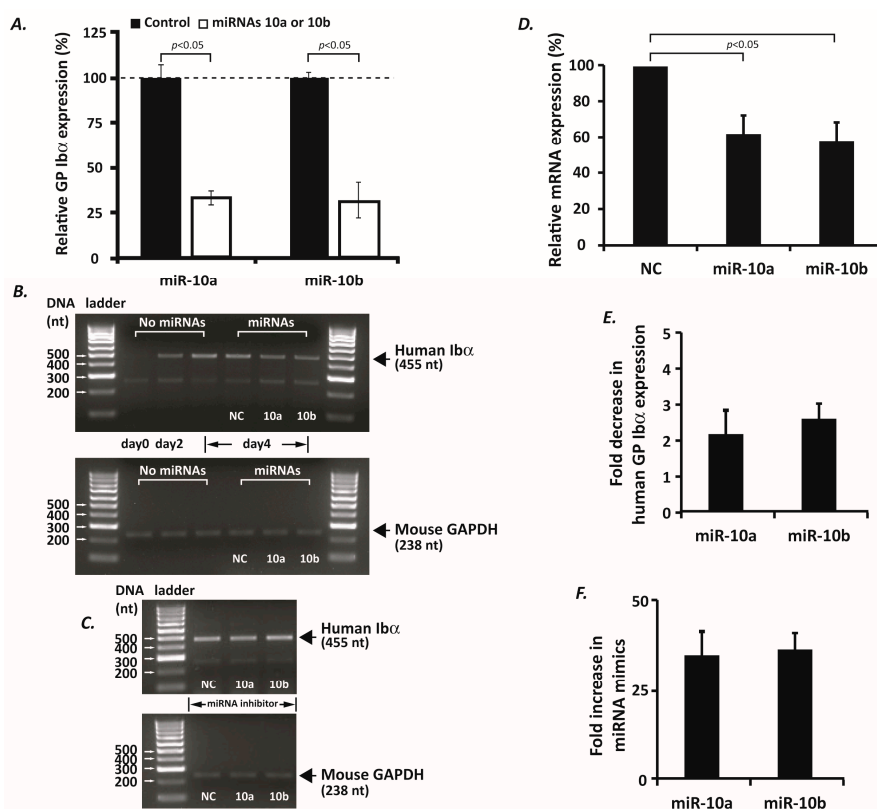 A.
Control miRNAs 10a or 10b
Relative GP Ibα expression (%)
125
100
75
50
25
0
p<0.05
p<0.05
miR-10a miR-10b
B.
DNA ladder
(nt)
No miRNAs miRNAs
500
400
300
200
Human Ibα
(455 nt)
NC 10a 10b
day0 day2 day4
No miRNAs miRNAs
500
400
300
200
Mouse GAPDH
(238 nt)
NC 10a 10b
C.
DNA ladder
(nt)
500
400
300
200
Human Ibα
(455 nt)
NC 10a 10b
miRNA inhibitor
500
400
300
200
Mouse GAPDH
(238 nt)
NC 10a 10b
D.
Relative mRNA expression (%)
100
80
60
40
20
0
p<0.05
NC miR-10a miR-10b
E.
Fold decrease in
human GP Ibα expression
5
4
3
2
1
0
miR-10a miR-10b
F.
Fold increase in
miRNA mimics
50
25
0
miR-10a miR-10b